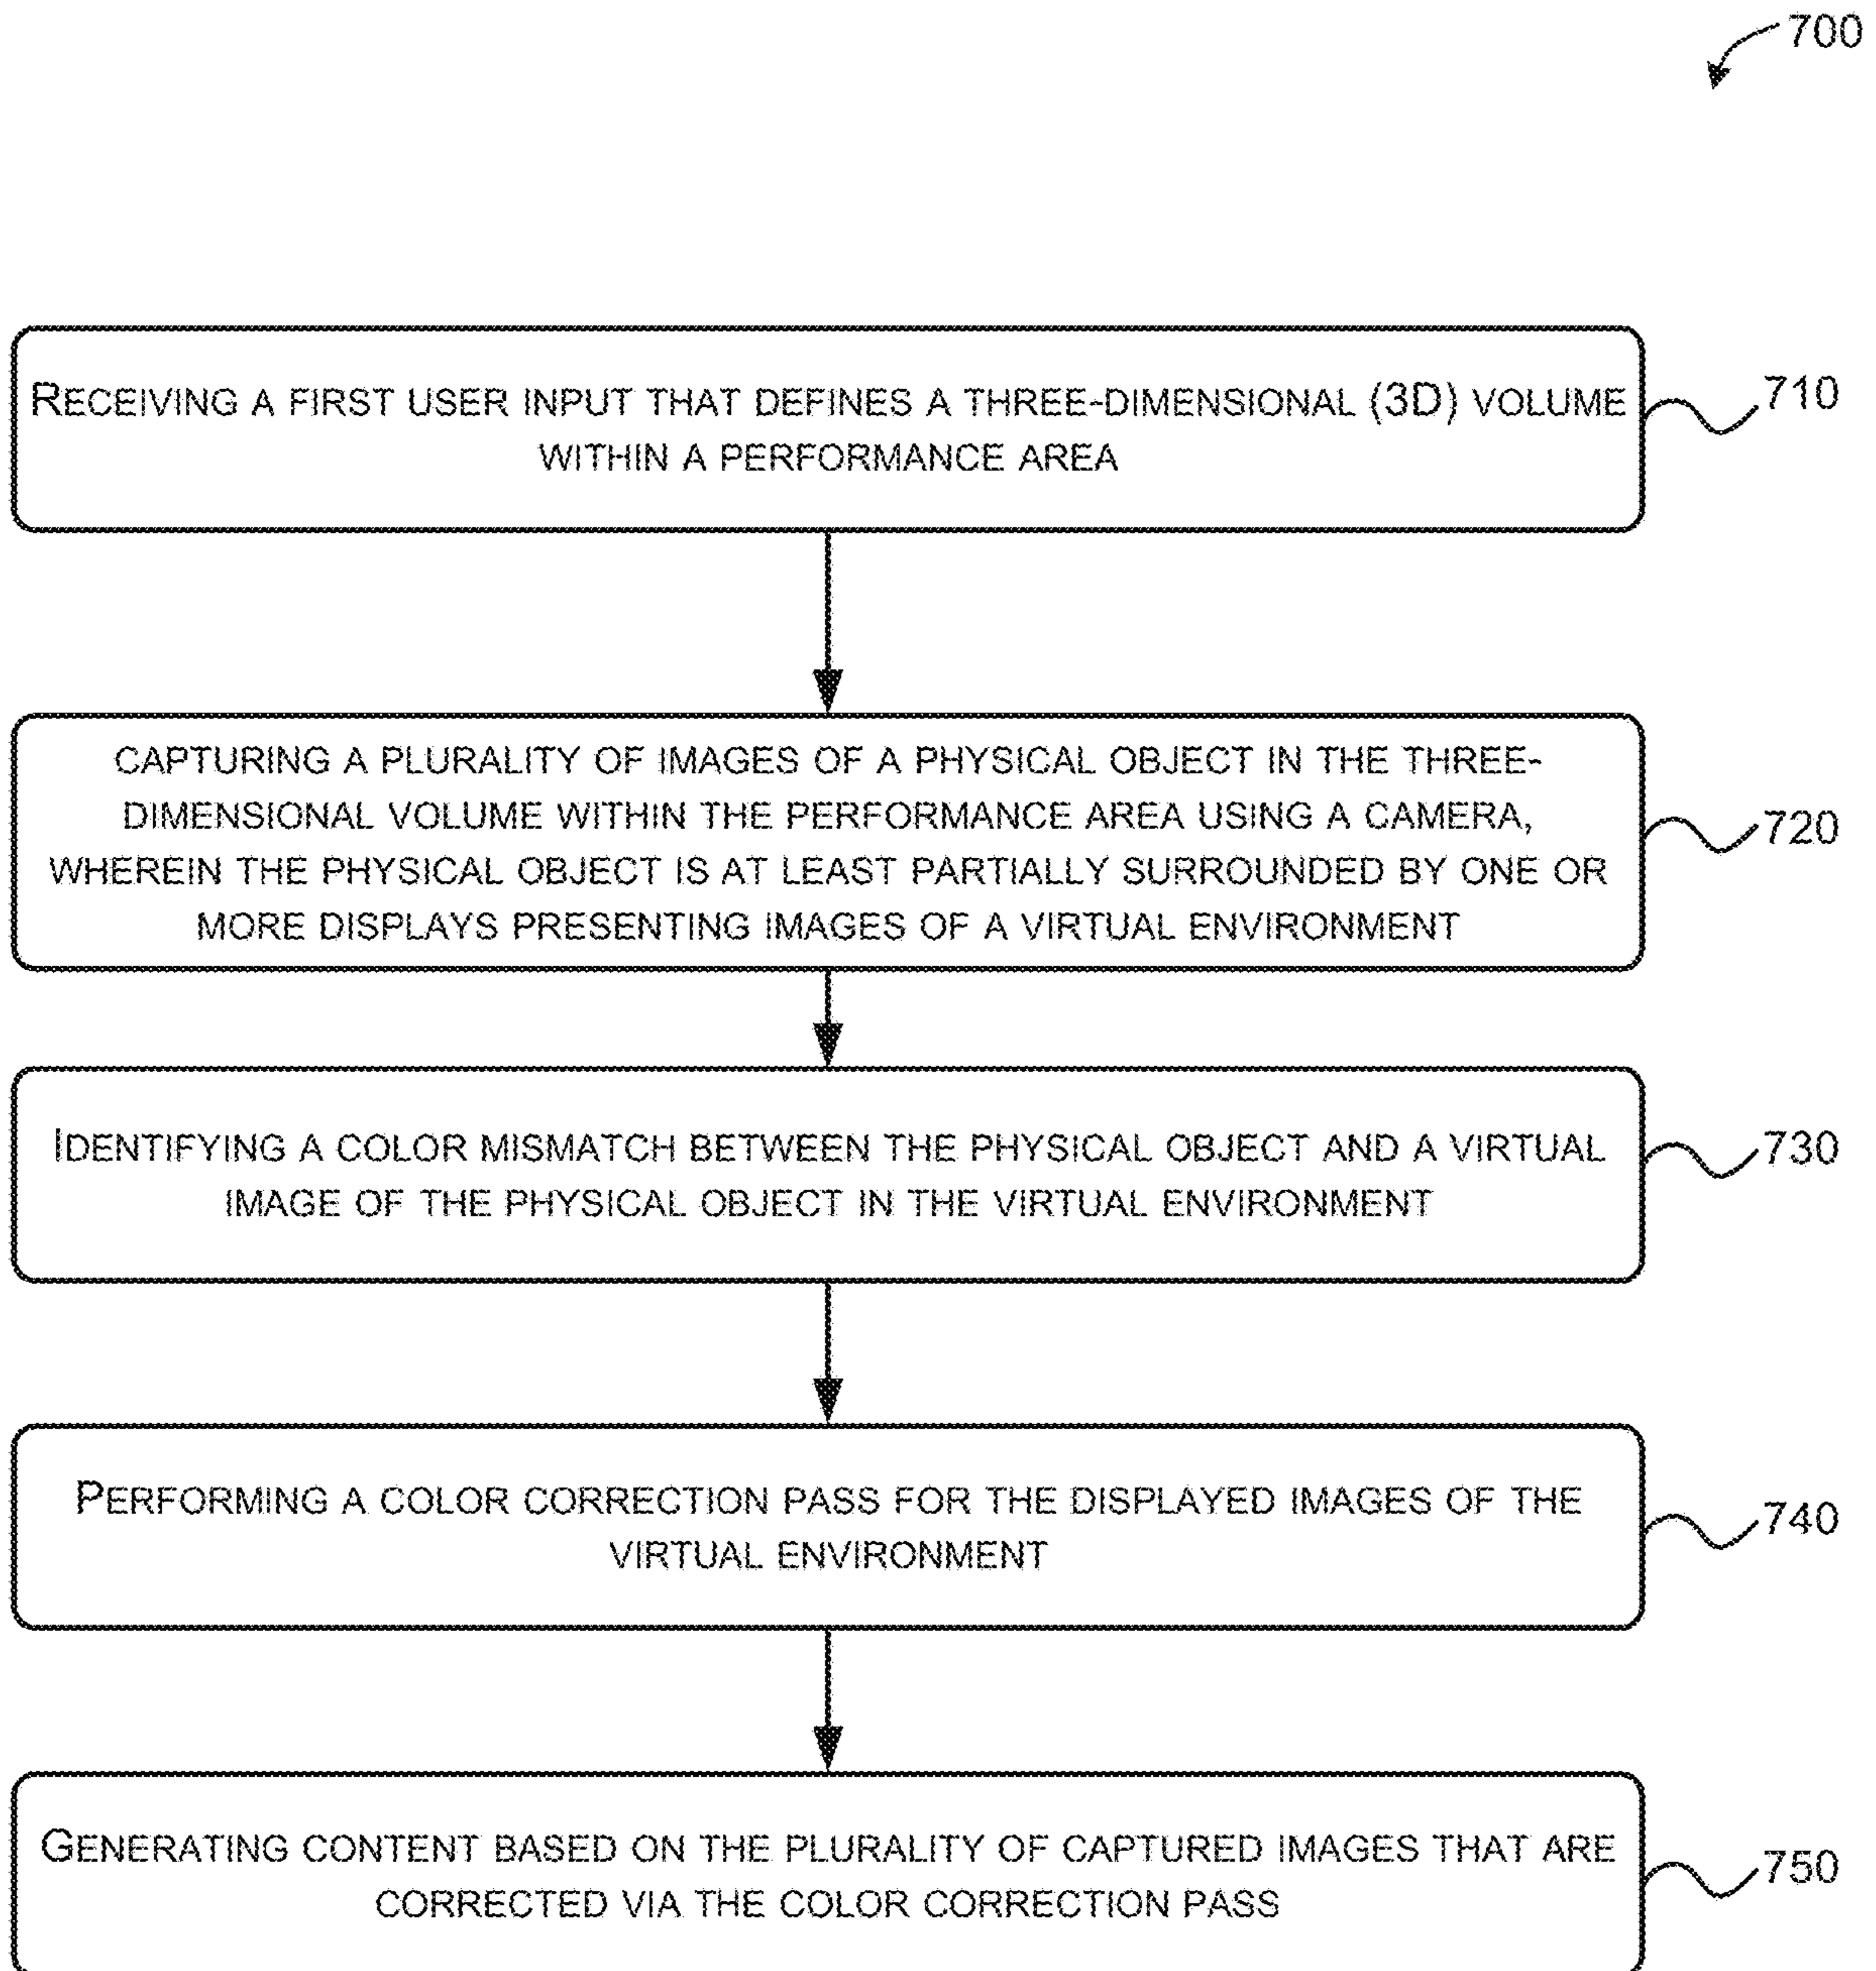 700
RECEIVING A FIRST USER INPUT THAT DEFINES A THREE-DIMENSIONAL (3D) VOLUME
WITHIN A PERFORMANCE AREA
710
CAPTURING A PLURALITY OF IMAGES OF A PHYSICAL OBJECT IN THE THREE-
DIMENSIONAL VOLUME WITHIN THE PERFORMANCE AREA USING A CAMERA,
WHEREIN THE PHYSICAL OBJECT IS AT LEAST PARTIALLY SURROUNDED BY ONE OR
MORE DISPLAYS PRESENTING IMAGES OF A VIRTUAL ENVIRONMENT
720
IDENTIFYING A COLOR MISMATCH BETWEEN THE PHYSICAL OBJECT AND A VIRTUAL
IMAGE OF THE PHYSICAL OBJECT IN THE VIRTUAL ENVIRONMENT
730
PERFORMING A COLOR CORRECTION PASS FOR THE DISPLAYED IMAGES OF THE
VIRTUAL ENVIRONMENT
740
GENERATING CONTENT BASED ON THE PLURALITY OF CAPTURED IMAGES THAT ARE
CORRECTED VIA THE COLOR CORRECTION PASS
750